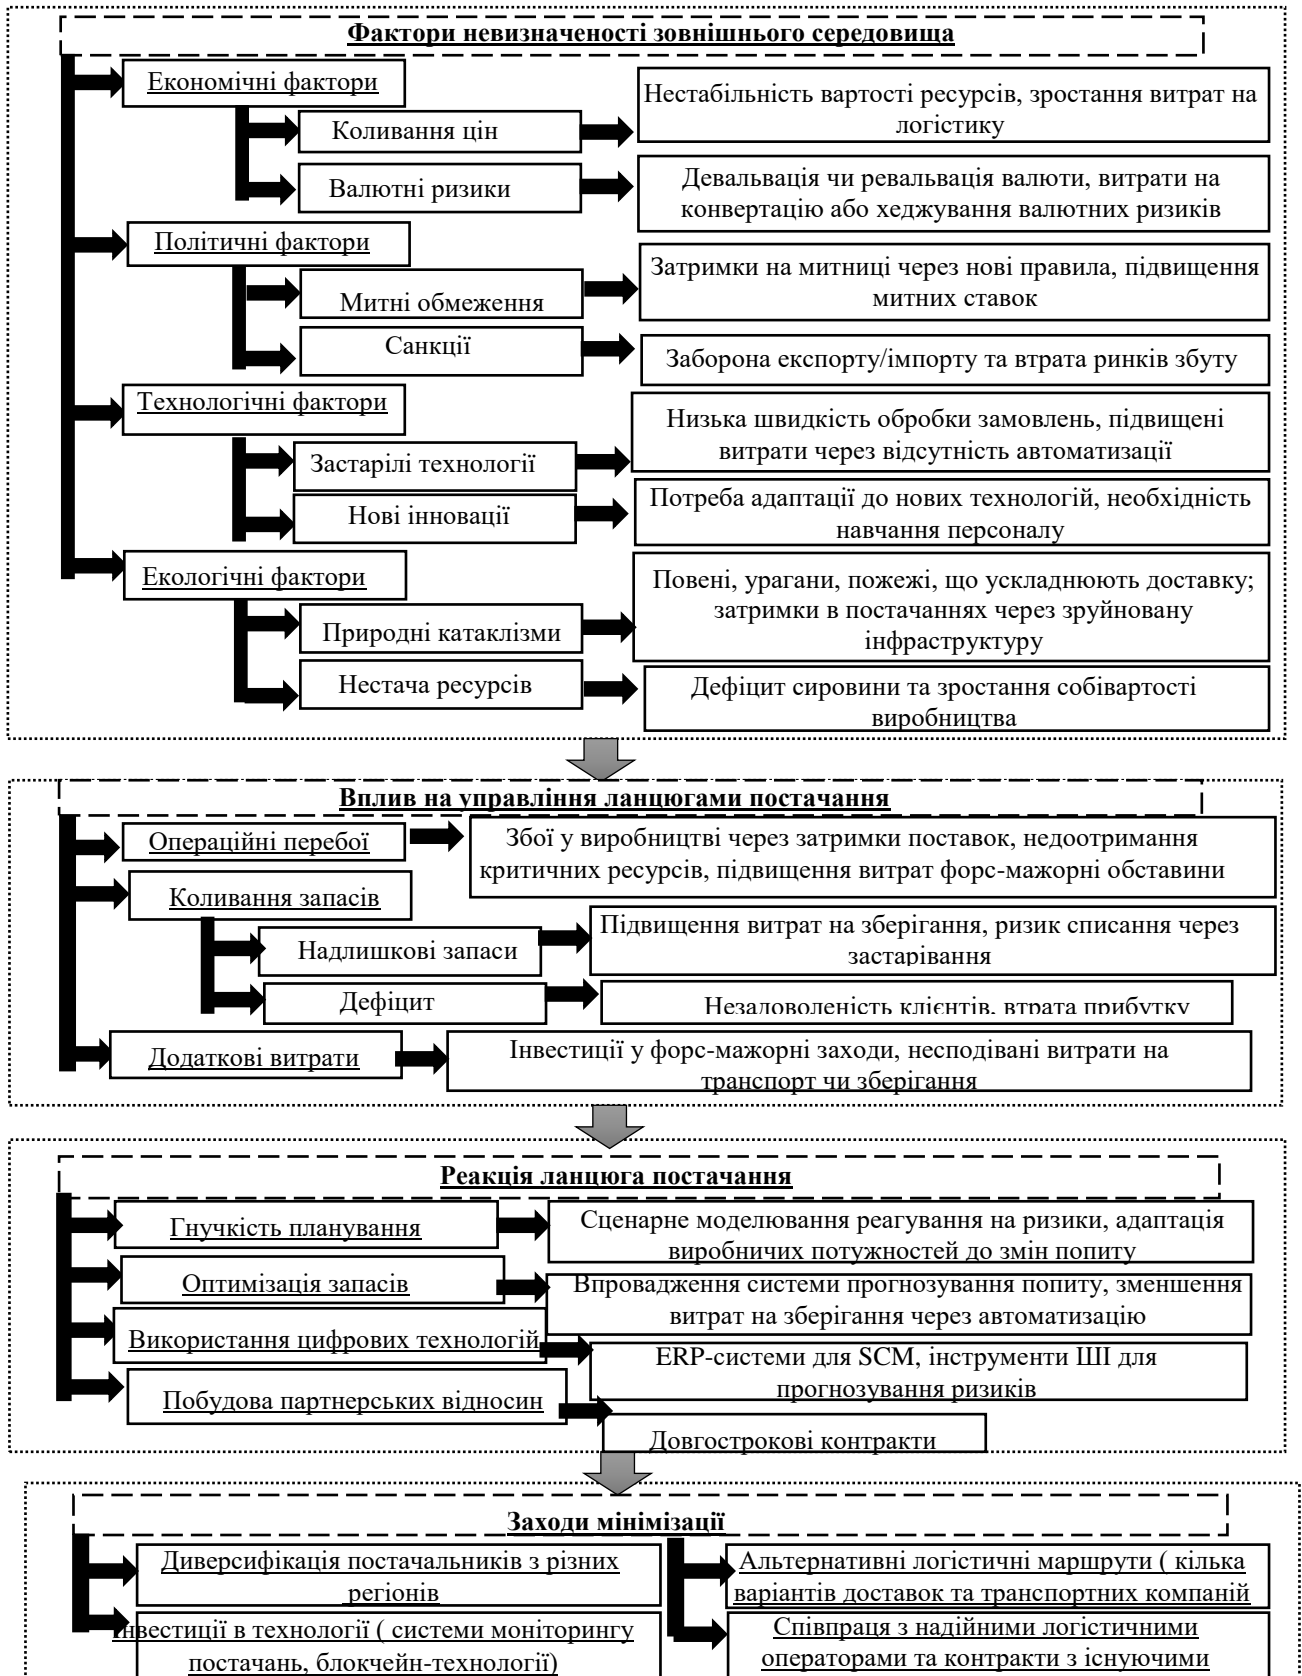 Фактори невизначеності зовнішнього середовища
Економічні фактори
Коливання цін
Нестабільність вартості ресурсів, зростання витрат на
логістику
Валютні ризики
Девальвація чи ревальвація валюти, витрати на
конвертацію або хеджування валютних ризиків
Політичні фактори
Митні обмеження
Затримки на митниці через нові правила, підвищення
митних ставок
Санкції
Заборона експорту/імпорту та втрата ринків збуту
Технологічні фактори
Застарілі технології
Низька швидкість обробки замовлень, підвищені
витрати через відсутність автоматизації
Нові інновації
Потреба адаптації до нових технологій, необхідність
навчання персоналу
Екологічні фактори
Природні катаклізми
Повені, урагани, пожежі, що ускладнюють доставку;
затримки в постачаннях через зруйновану
інфраструктуру
Нестача ресурсів
Дефіцит сировини та зростання собівартості
виробництва
Вплив на управління ланцюгами постачання
Операційні перебої
Збої у виробництві через затримки поставок, недоотримання
критичних ресурсів, підвищення витрат форс-мажорні обставини
Коливання запасів
Надлишкові запаси
Підвищення витрат на зберігання, ризик списання через
застарівання
Дефіцит
Незадоволеність клієнтів, втрата прибутку
Додаткові витрати
Інвестиції у форс-мажорні заходи, несподівані витрати на
транспорт чи зберігання
Реакція ланцюга постачання
Гнучкість планування
Сценарне моделювання реагування на ризики, адаптація
виробничих потужностей до змін попиту
Оптимізація запасів
Впровадження системи прогнозування попиту, зменшення
витрат на зберігання через автоматизацію
Використання цифрових технологій
ERP-системи для SCM, інструменти ШІ для
прогнозування ризиків
Побудова партнерських відносин
Довгострокові контракти
Заходи мінімізації
Диверсифікація постачальників з різних
регіонів
Альтернативні логістичні маршрути ( кілька
варіантів доставок та транспортних компаній
Інвестиції в технології ( системи моніторингу
постачань, блокчейн-технології)
Співпраця з надійними логістичними
операторами та контракти з існуючими